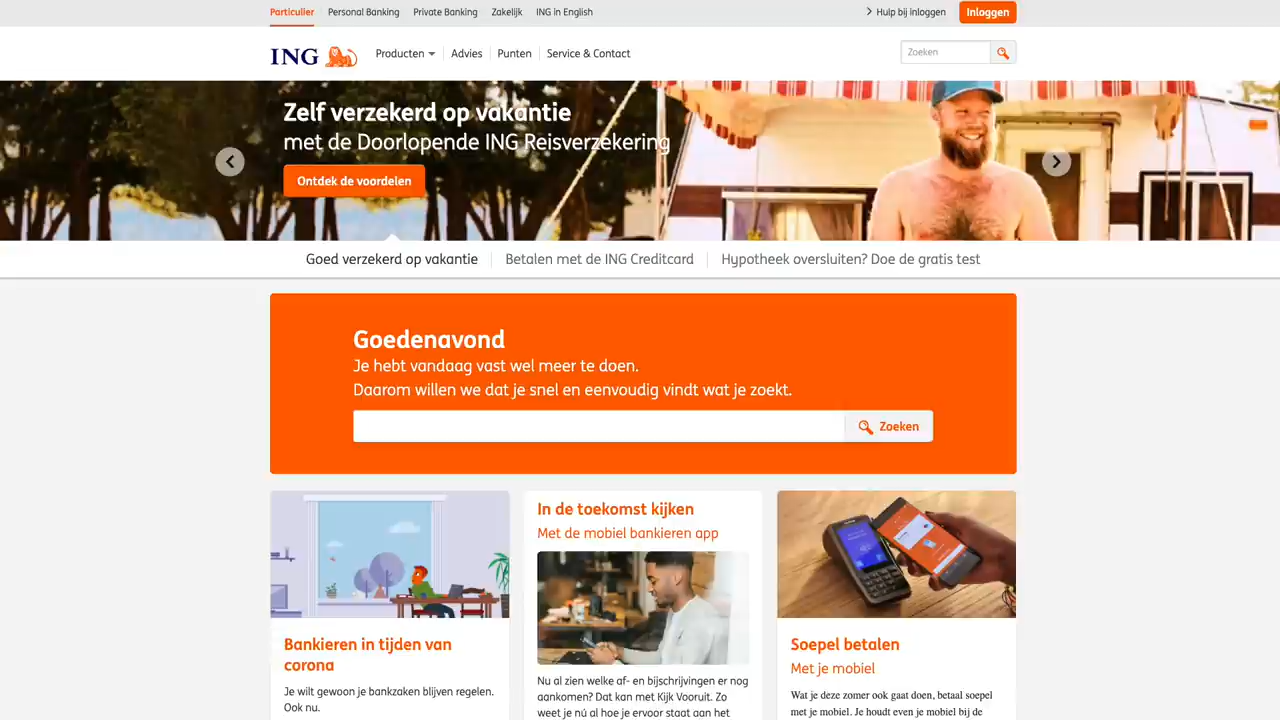 Particulier
Personal Banking
Private Banking
Zakelijk
ING in English
Hulp bij inloggen
Inloggen
ING
Producten
Advies
Punten
Service & Contact
Zoeken
Zelf verzekerd op vakantie
met de Doorlopende ING Reisverzekering
Ontdek de voordelen
Goed verzekerd op vakantie
Betalen met de ING Creditcard
Hypotheek oversluiten? Doe de gratis test
Goedenavond
Je hebt vandaag vast wel meer te doen.
Daarom willen we dat je snel en eenvoudig vindt wat je zoekt.
Zoeken
Bankieren in tijden van
corona
Je wilt gewoon je bankzaken blijven regelen.
Ook nu.
In de toekomst kijken
Met de mobiel bankieren app
Nu al zien welke af- en bijschrijvingen er nog
aankomen? Dat kan met Kijk Vooruit. Zo
weet je nú al hoe je ervoor staat aan het
Soepel betalen
Met je mobiel
Wat je deze zomer ook gaat doen, betaal soepel
met je mobiel. Je houdt even je mobiel bij de